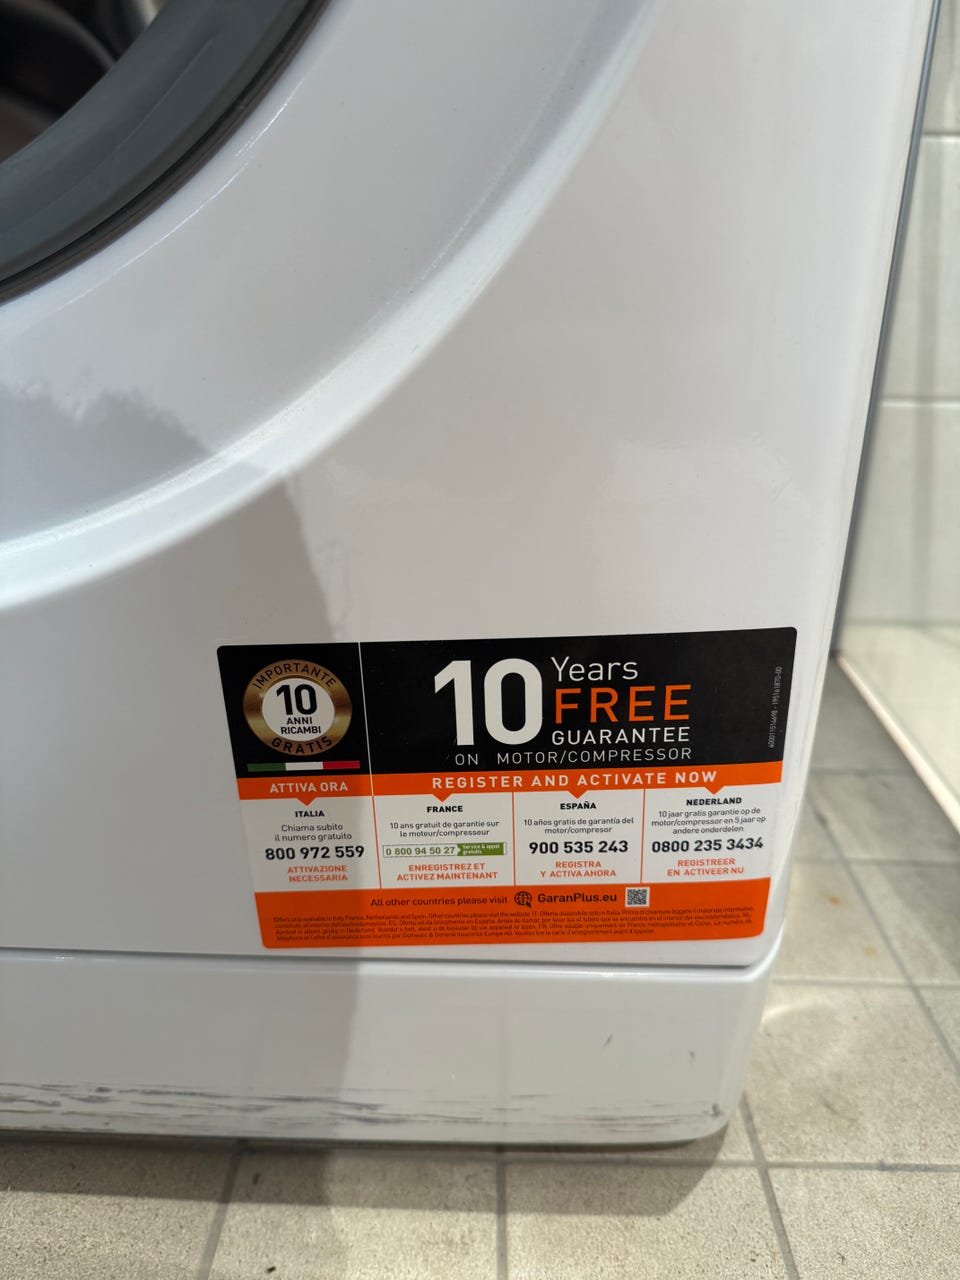 IMPORTANTE
10
ANNI
RICAMBI
GRATIS
ATTIVA ORA
10 Years
FREE
GUARANTEE
ON MOTOR/COMPRESSOR
REGISTER AND ACTIVATE NOW
ITALIA
Chiama subito
il numero gratuito
800 972 559
ATTIVAZIONE
NECESSARIA
FRANCE
10 ans gratuit de garantie sur
le moteur/compresseur
0 800 94 50 27 Service & appel
gratuits
ENREGISTREZ ET
ACTIVEZ MAINTENANT
ESPAÑA
10 años gratis de garantía del
motor/compresor
900 535 243
REGISTRA
Y ACTIVA AHORA
NEDERLAND
10 jaar gratis garantie op de
motor/compressor en 5 jaar op
andere onderdelen
0800 235 3434
REGISTREER
EN ACTIVEER NU
All other countries please visit GaranPlus.eu